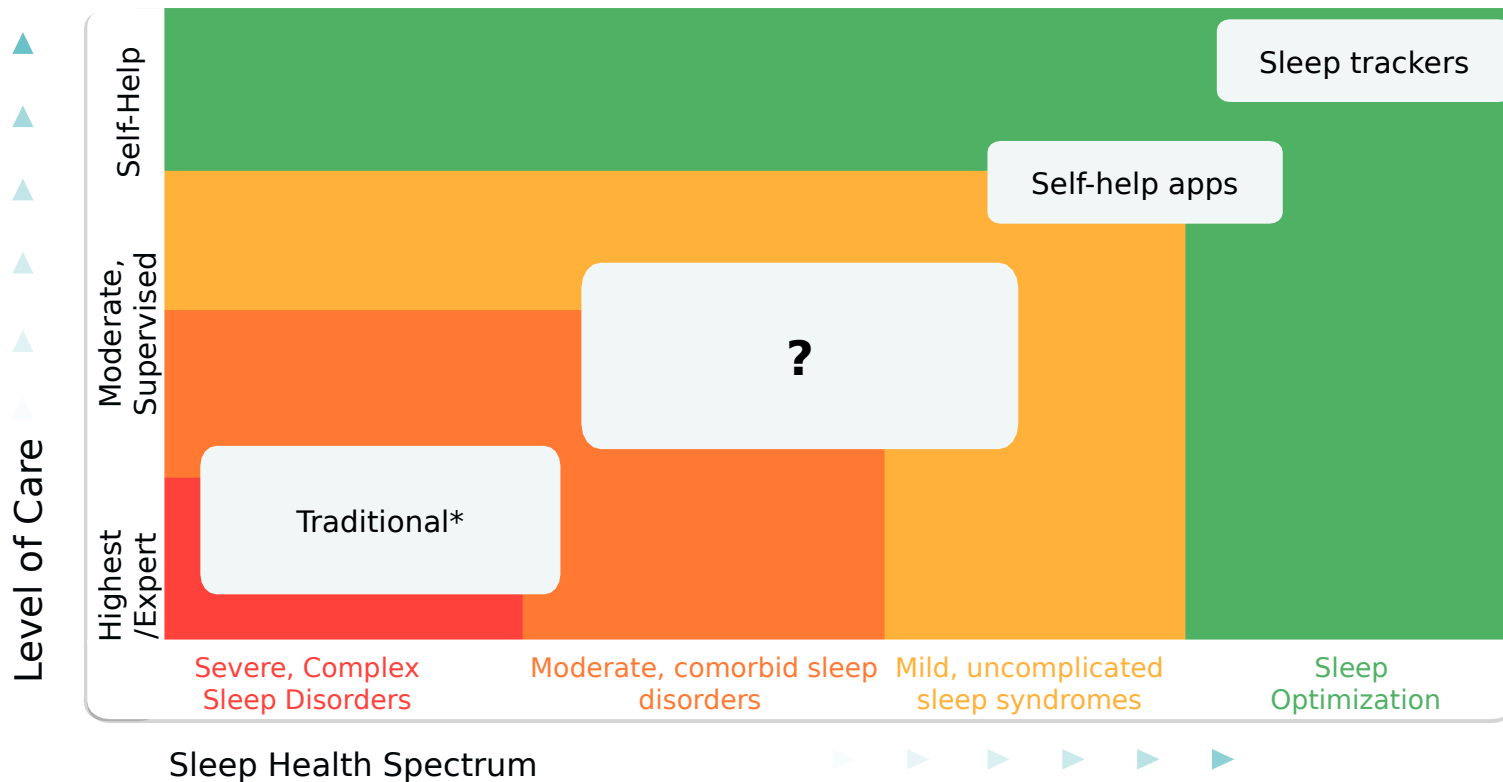 Sleep trackers
Self-help apps
?
Traditional*
Level of Care
Self-Help
Moderate,
Supervised
Highest
/Expert
Severe, Complex
Sleep Disorders
Moderate, comorbid sleep
disorders
Mild, uncomplicated
sleep syndromes
Sleep
Optimization
Sleep Health Spectrum